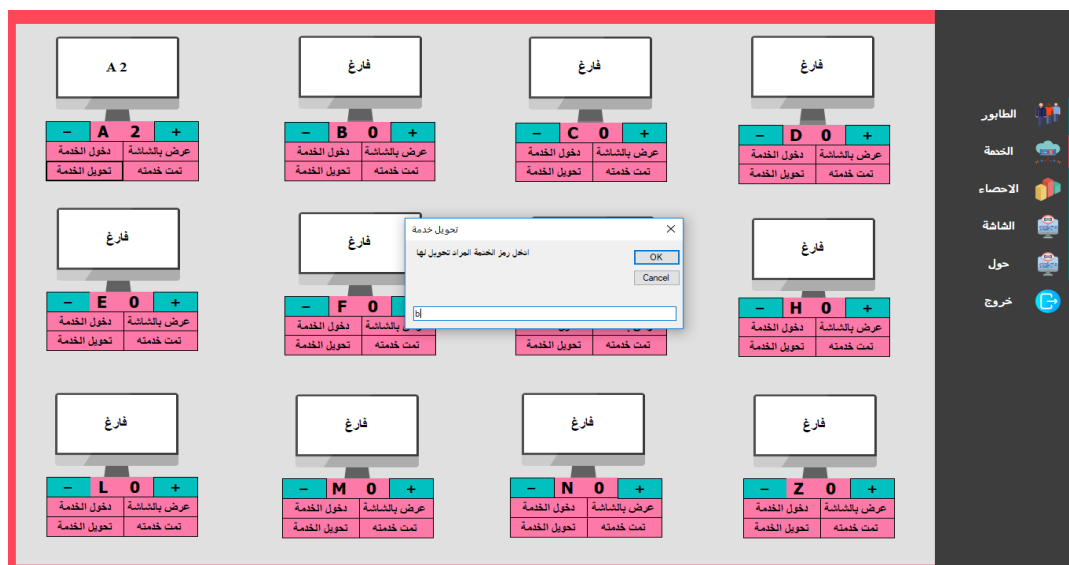 A 2
فارغ
فارغ
فارغ
− A 2 +
− B 0 +
− C 0 +
− D 0 +
دخول الخدمة عرض بالشاشة
دخول الخدمة عرض بالشاشة
دخول الخدمة عرض بالشاشة
دخول الخدمة عرض بالشاشة
تحويل الخدمة تمت خدمته
تحويل الخدمة تمت خدمته
تحويل الخدمة تمت خدمته
تحويل الخدمة تمت خدمته
الطابور
الخدمة
الاحصاء
الشاشة
حول
خروج
فارغ
فارغ
فارغ
تحويل خدمة
ادخل رمز الخدمة المراد تحويل لها
OK
Cancel
b
− E 0 +
− F 0
− H 0 +
دخول الخدمة عرض بالشاشة
دخول الخدمة بالشاشة
دخول الخدمة عرض بالشاشة
تحويل الخدمة تمت خدمته
تحويل الخدمة تمت خدمته
تحويل الخدمة تمت خدمته
تحويل الخدمة تمت خدمته
فارغ
فارغ
فارغ
فارغ
− L 0 +
− M 0 +
− N 0 +
− Z 0 +
دخول الخدمة عرض بالشاشة
دخول الخدمة عرض بالشاشة
دخول الخدمة عرض بالشاشة
دخول الخدمة عرض بالشاشة
تحويل الخدمة تمت خدمته
تحويل الخدمة تمت خدمته
تحويل الخدمة تمت خدمته
تحويل الخدمة تمت خدمته